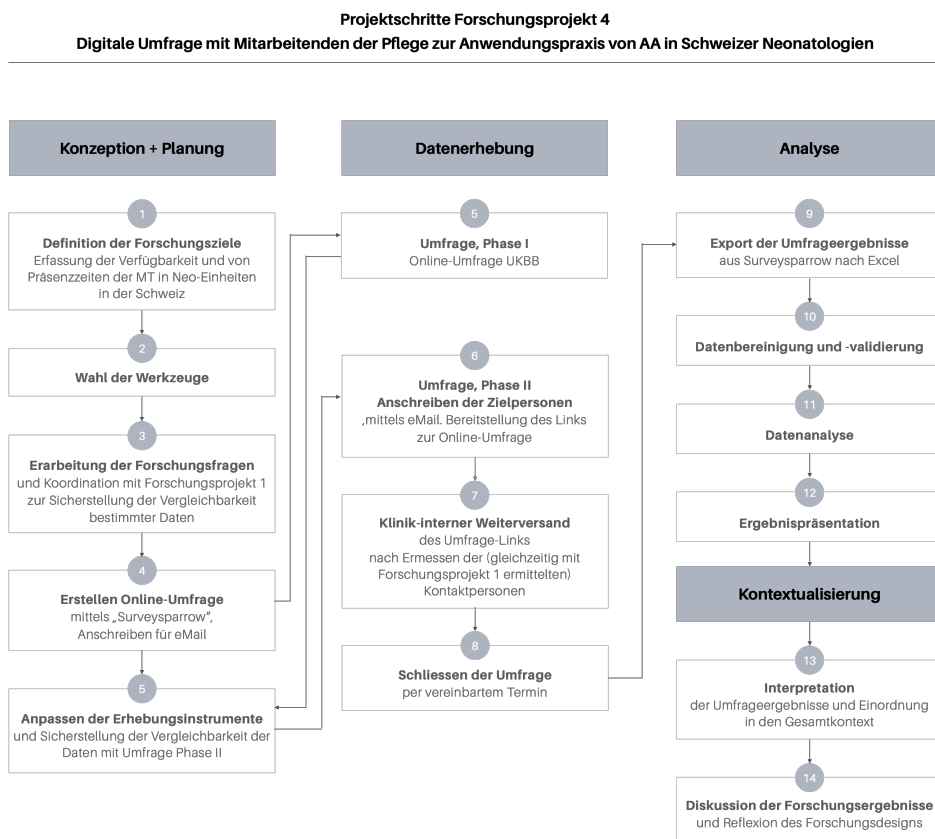 Projektschritte Forschungsprojekt 4
Digitale Umfrage mit Mitarbeitenden der Pflege zur Anwendungspraxis von AA in Schweizer Neonatologien
Konzeption + Planung
1
Definition der Forschungsziele
Erfassung der Verfügbarkeit und von
Präsenzzeiten der MT in Neo-Einheiten
in der Schweiz
2
Wahl der Werkzeuge
3
Erarbeitung der Forschungsfragen
und Koordination mit Forschungsprojekt 1
zur Sicherstellung der Vergleichbarkeit
bestimmter Daten
4
Erstellen Online-Umfrage
mittels „Surveysparrow“,
Anschreiben für eMail
5
Anpassen der Erhebungsinstrumente
und Sicherstellung der Vergleichbarkeit der
Daten mit Umfrage Phase II
Datenerhebung
5
Umfrage, Phase I
Online-Umfrage UKBB
6
Umfrage, Phase II
Anschreiben der Zielpersonen
,mittels eMail. Bereitstellung des Links
zur Online-Umfrage
7
Klinik-interner Weiterversand
des Umfrage-Links
nach Ermessen der (gleichzeitig mit
Forschungsprojekt 1 ermittelten)
Kontaktpersonen
8
Schliessen der Umfrage
per vereinbartem Termin
Analyse
9
Export der Umfrageergebnisse
aus Surveysparrow nach Excel
10
Datenbereinigung und -validierung
11
Datenanalyse
12
Ergebnispräsentation
Kontextualisierung
13
Interpretation
der Umfrageergebnisse und Einordnung
in den Gesamtkontext
14
Diskussion der Forschungsergebnisse
und Reflexion des Forschungsdesigns